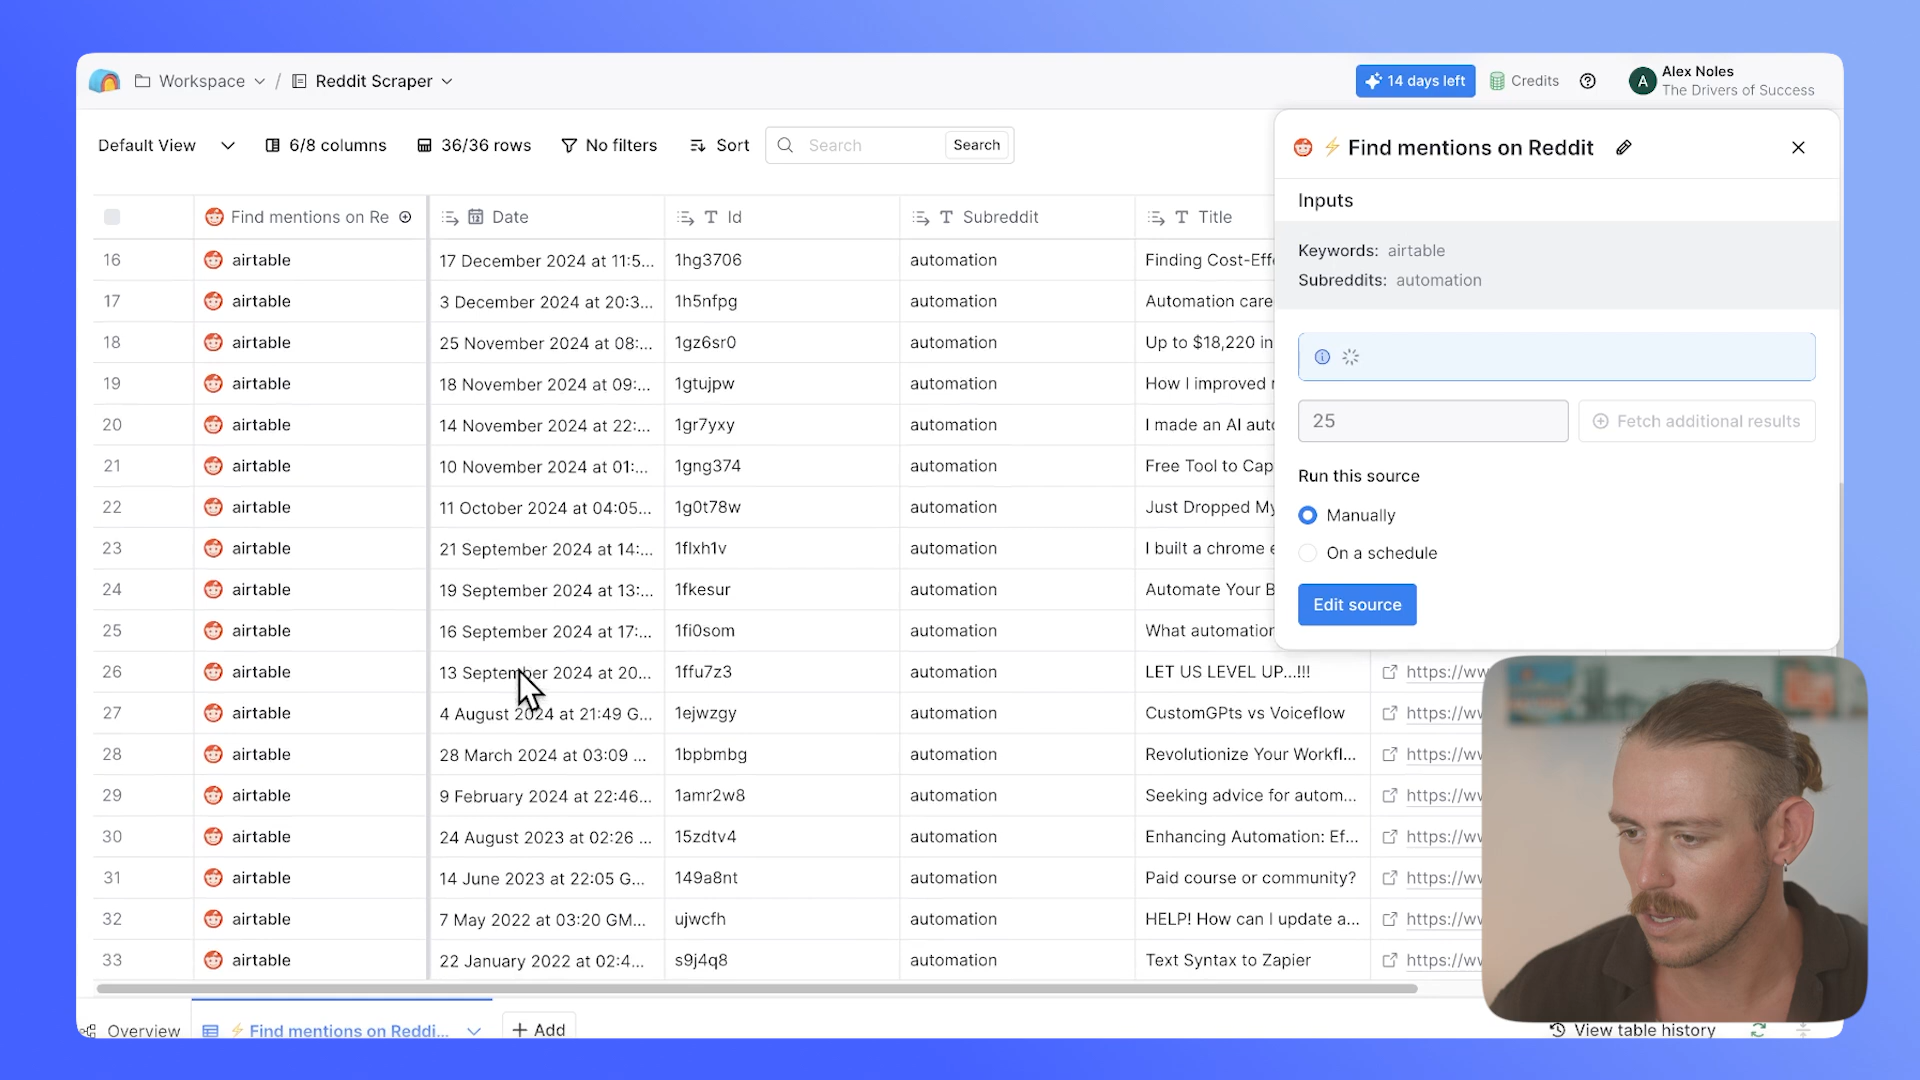 Workspace / Reddit Scraper
14 days left
Credits
A
Alex Noles
The Drivers of Success
Default View
6/8 columns
36/36 rows
No filters
Sort
Search
Search
Find mentions on Re
Date
T Id
T Subreddit
T Title
16 airtable 17 December 2024 at 11:5... 1hg3706 automation Finding Cost-Eff
17 airtable 3 December 2024 at 20:3... 1h5nfpg automation Automation care
18 airtable 25 November 2024 at 08:... 1gz6sr0 automation Up to $18,220 in
19 airtable 18 November 2024 at 09:... 1gtujpw automation How I improved
20 airtable 14 November 2024 at 22:... 1gr7yxy automation I made an AI aut
21 airtable 10 November 2024 at 01:... 1gng374 automation Free Tool to Cap
22 airtable 11 October 2024 at 04:05... 1g0t78w automation Just Dropped My
23 airtable 21 September 2024 at 14:... 1flxh1v automation I built a chrome e
24 airtable 19 September 2024 at 13:... 1fkesur automation Automate Your B
25 airtable 16 September 2024 at 17:... 1fi0som automation What automation
26 airtable 13 September 2024 at 20... 1ffu7z3 automation LET US LEVEL UP...!!! https://ww
27 airtable 4 August 2024 at 21:49 G... 1ejwzgy automation CustomGPTs vs Voiceflow https://ww
28 airtable 28 March 2024 at 03:09 ... 1bpbmbg automation Revolutionize Your Workfl... https://ww
29 airtable 9 February 2024 at 22:46... 1amr2w8 automation Seeking advice for autom... https://ww
30 airtable 24 August 2023 at 02:26 ... 15zdtv4 automation Enhancing Automation: Ef... https://ww
31 airtable 14 June 2023 at 22:05 G... 149a8nt automation Paid course or community? https://ww
32 airtable 7 May 2022 at 03:20 GM... ujwcfh automation HELP! How can I update a... https://ww
33 airtable 22 January 2022 at 02:4... s9j4q8 automation Text Syntax to Zapier https://ww
Find mentions on Reddit
Inputs
Keywords: airtable
Subreddits: automation
25
Fetch additional results
Run this source
Manually
On a schedule
Edit source
Overview
Find mentions on Reddi...
+ Add
View table history